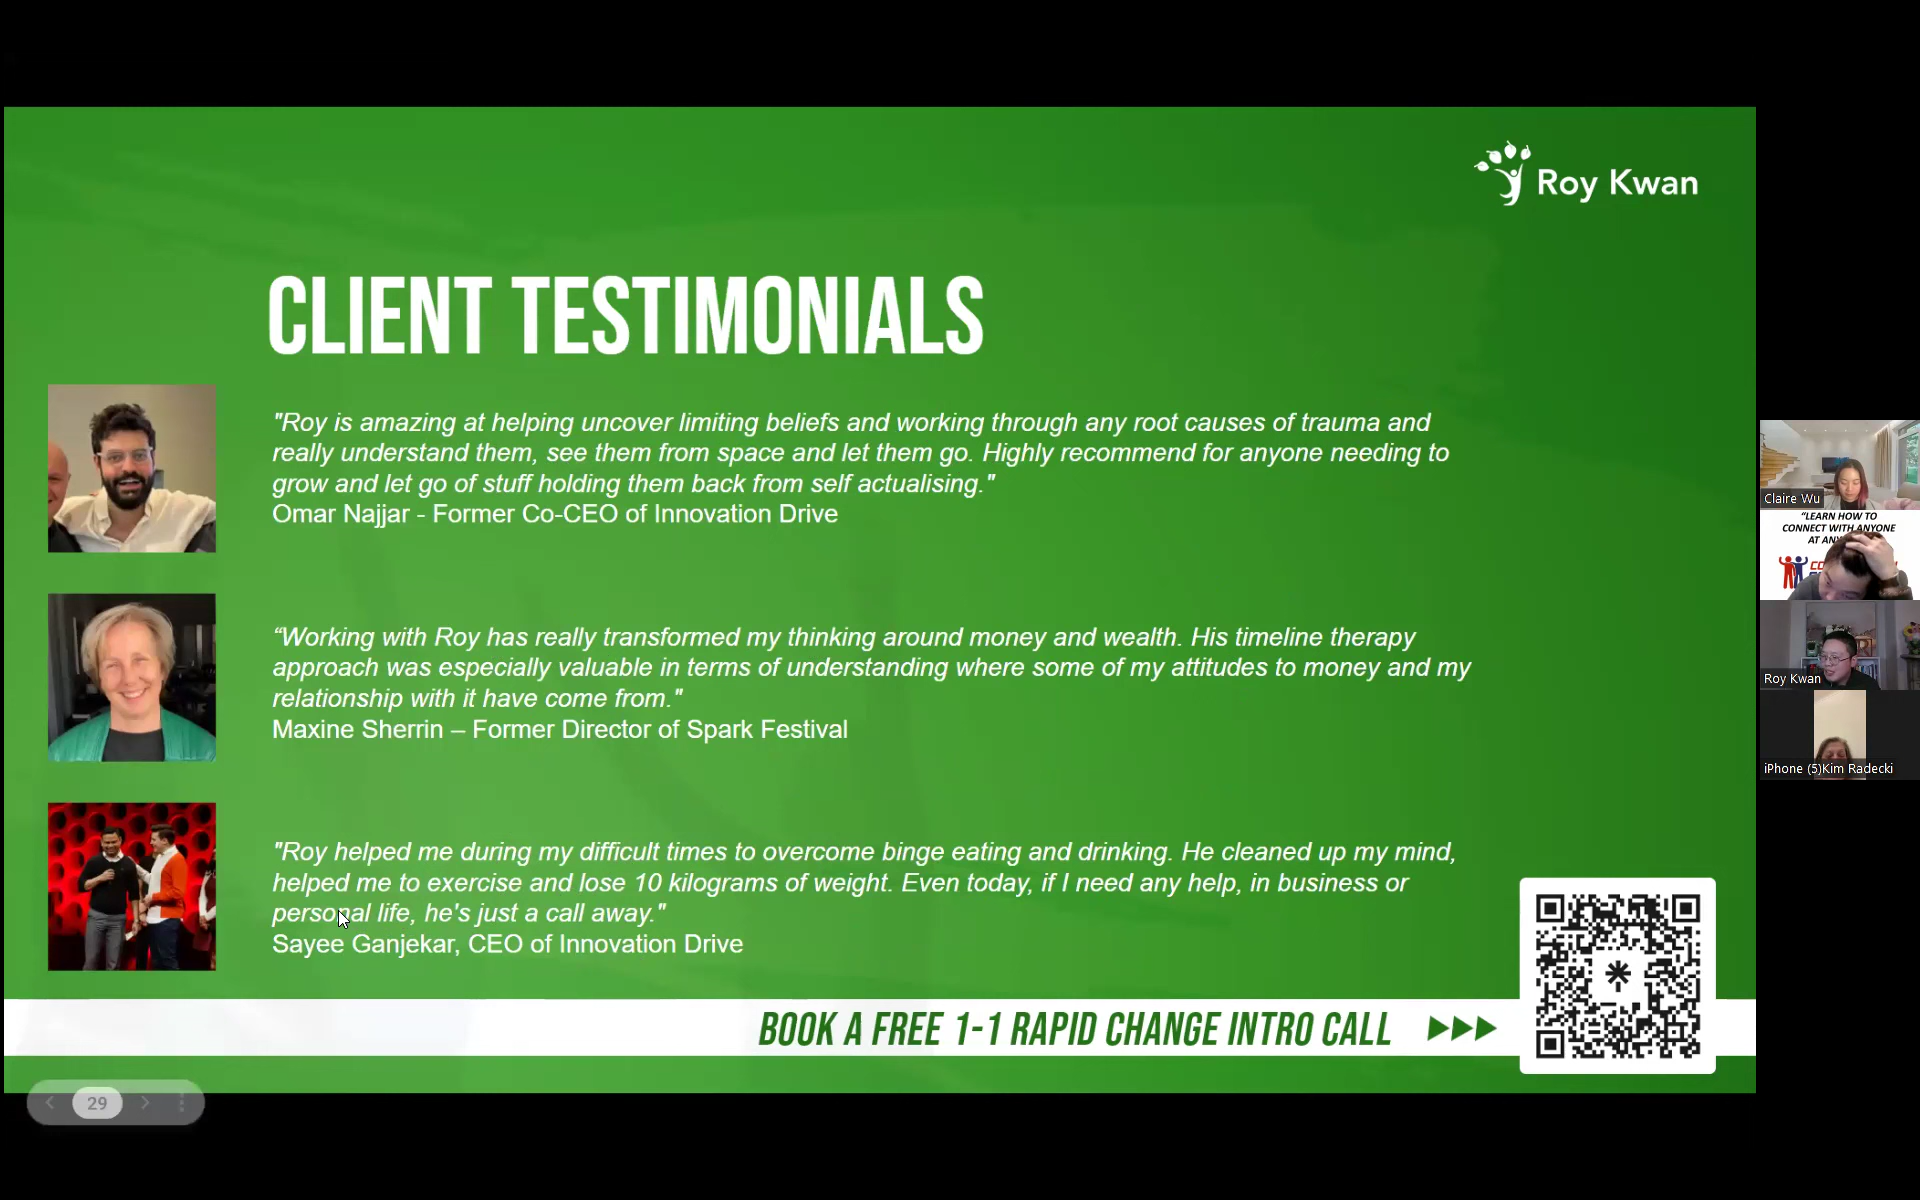 Roy Kwan
CLIENT TESTIMONIALS
"Roy is amazing at helping uncover limiting beliefs and working through any root causes of trauma and
really understand them, see them from space and let them go. Highly recommend for anyone needing to
grow and let go of stuff holding them back from self actualising."
Omar Najjar - Former Co-CEO of Innovation Drive
“Working with Roy has really transformed my thinking around money and wealth. His timeline therapy
approach was especially valuable in terms of understanding where some of my attitudes to money and my
relationship with it have come from."
Maxine Sherrin – Former Director of Spark Festival
"Roy helped me during my difficult times to overcome binge eating and drinking. He cleaned up my mind,
helped me to exercise and lose 10 kilograms of weight. Even today, if I need any help, in business or
personal life, he's just a call away."
Sayee Ganjekar, CEO of Innovation Drive
BOOK A FREE 1-1 RAPID CHANGE INTRO CALL
29
Claire Wu
“LEARN HOW TO
CONNECT WITH ANYONE
AT
Roy Kwan
iPhone (5)Kim Radecki